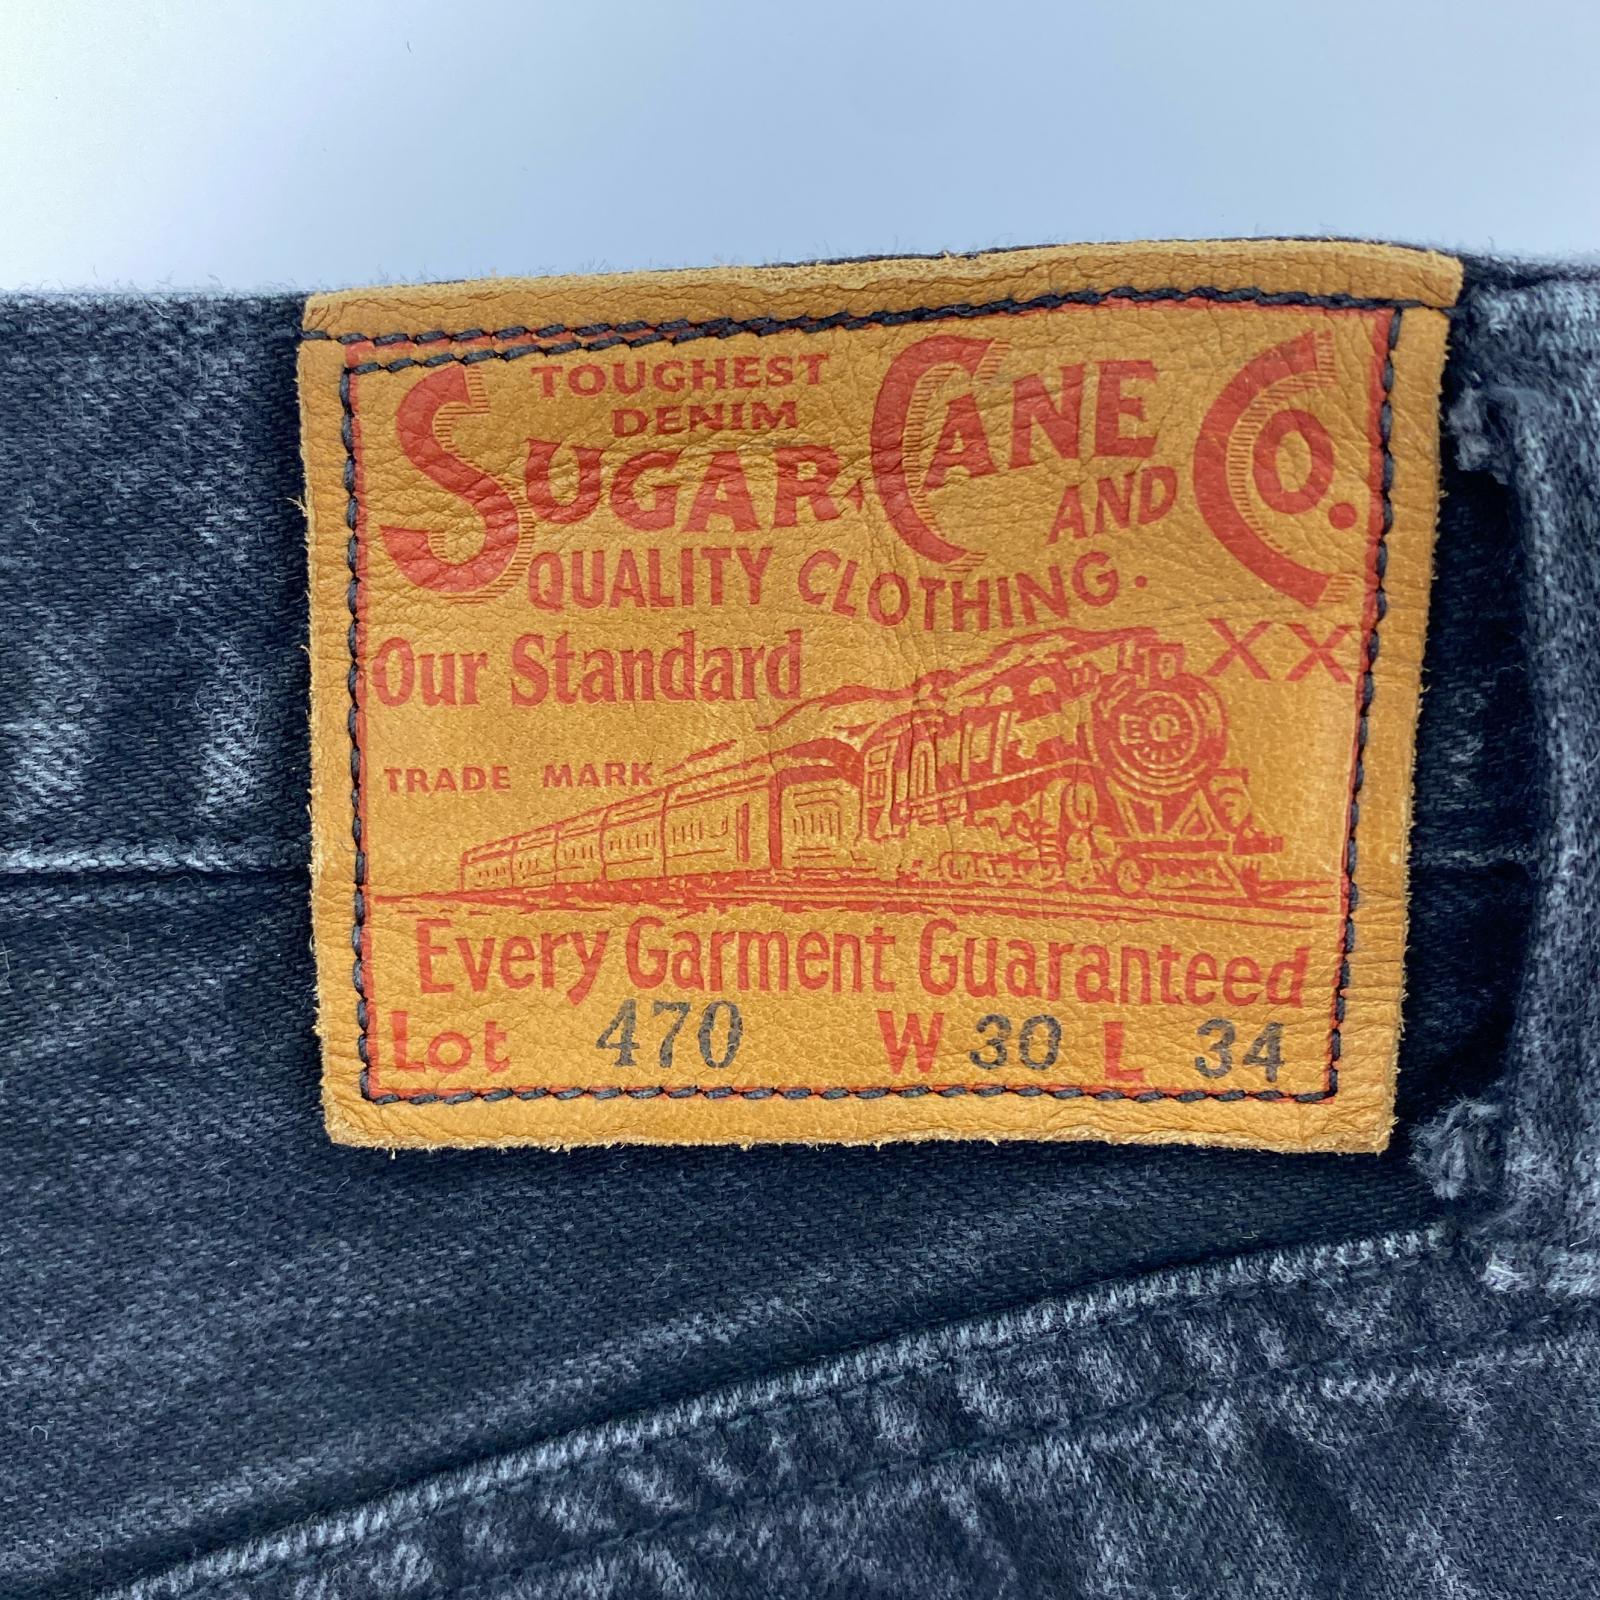 TOUGHEST
DENIM
SUGAR CANE AND CO.
QUALITY CLOTHING.
Our Standard
XX
TRADE MARK
Every Garment Guaranteed
Lot 470 W 30 L 34